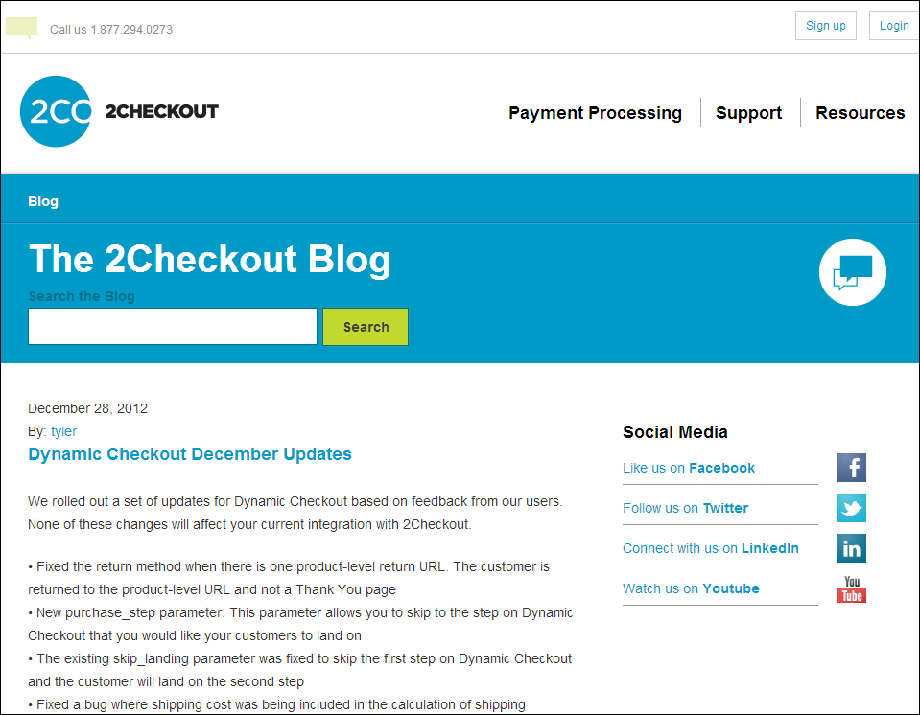 Call us 1.877.294.0273
Sign up
Login
2CO 2CHECKOUT
Payment Processing
Support
Resources
Blog
The 2Checkout Blog
Search the Blog
Search
December 28, 2012
By: tyler
Dynamic Checkout December Updates
We rolled out a set of updates for Dynamic Checkout based on feedback from our users.
None of these changes will affect your current integration with 2Checkout.
• Fixed the return method when there is one product-level return URL. The customer is
returned to the product-level URL and not a Thank You page
• New purchase_step parameter. This parameter allows you to skip to the step on Dynamic
Checkout that you would like your customers to land on
• The existing skip_landing parameter was fixed to skip the first step on Dynamic Checkout
and the customer will land on the second step
• Fixed a bug where shipping cost was being included in the calculation of shipping
Social Media
Like us on Facebook
f
Follow us on Twitter
Connect with us on LinkedIn
in
Watch us on Youtube
You
Tube